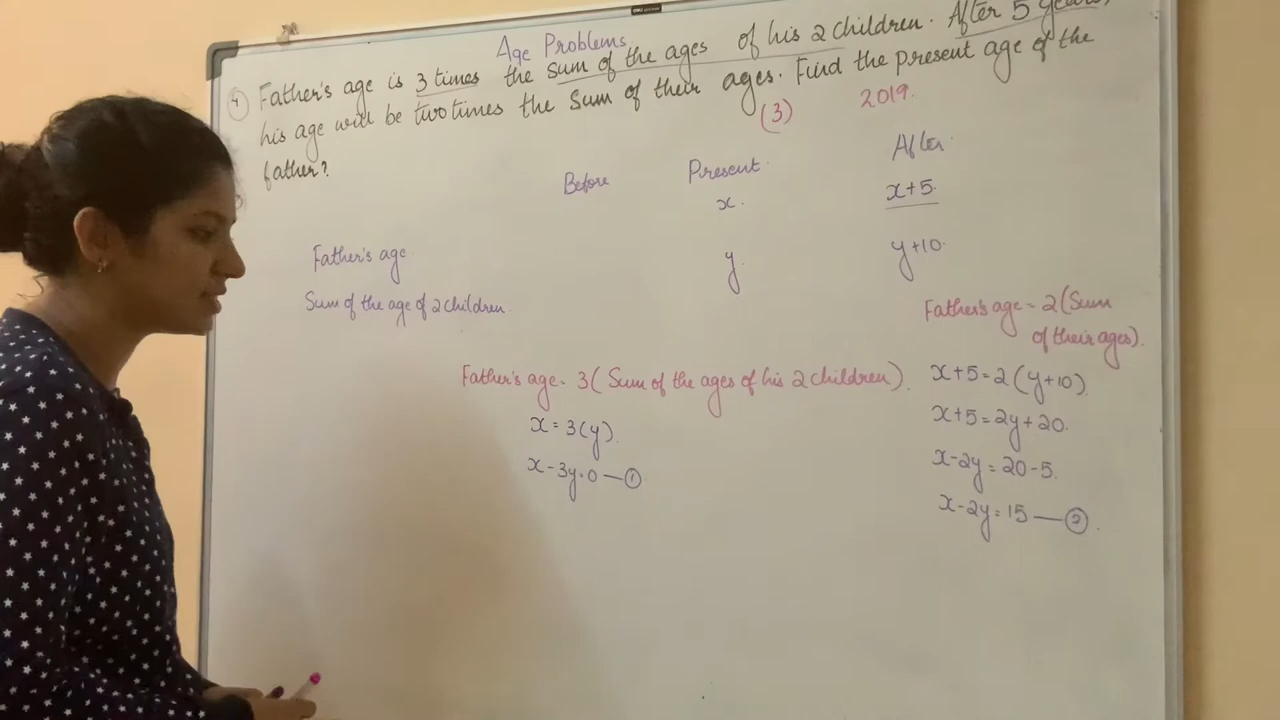 Age Problems
4 Father's age is 3 times the sum of the ages of his 2 children. After 5 years,
his age will be two times the sum of their ages. Find the present age of the
father?
(3) 2019.
Before Present After
x. x+5.
Father's age y. y+10.
Sum of the age of 2 children.
Father's age = 2 (Sum
of their ages).
Father's age = 3 ( Sum of the ages of his 2 children).
x+5=2(y+10)
x=3(y).
x+5=2y+20.
x-3y=0 — 1
x-2y=20-5.
x-2y=15 — 2